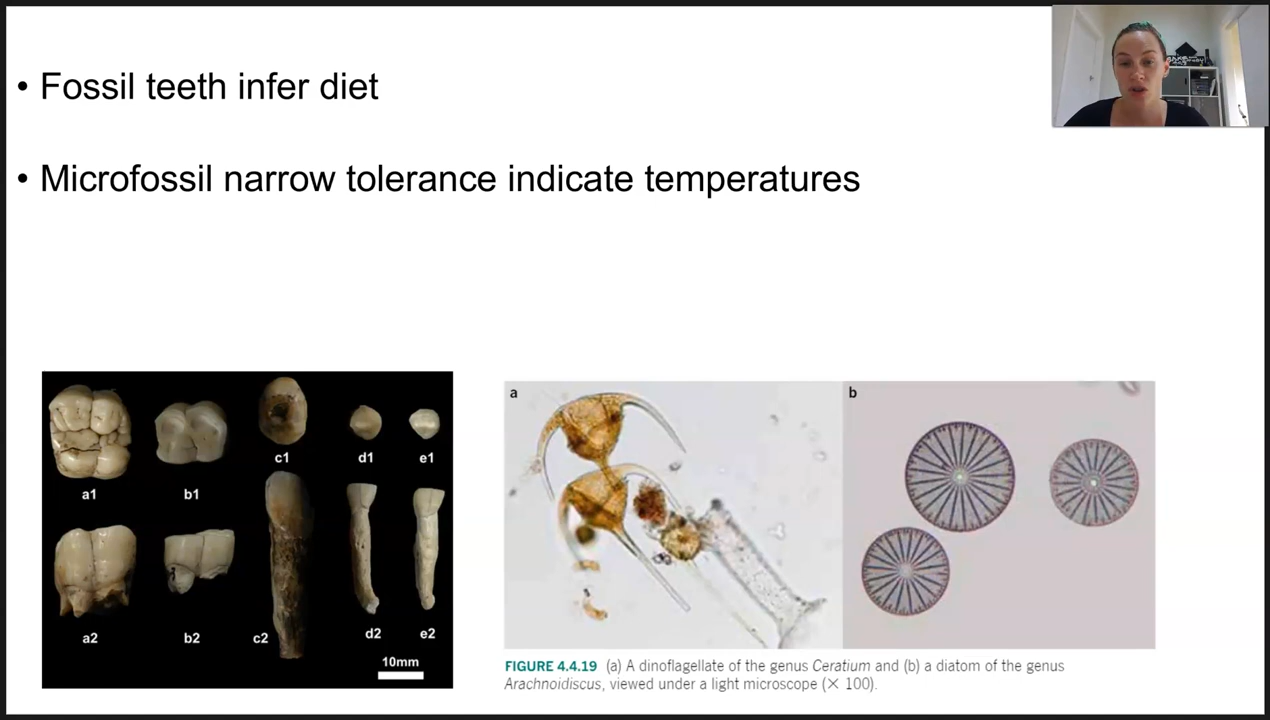 • Fossil teeth infer diet
• Microfossil narrow tolerance indicate temperatures
a1
b1
c1
d1
e1
a2
b2
c2
d2
e2
10mm
a
b
FIGURE 4.4.19 (a) A dinoflagellate of the genus Ceratium and (b) a diatom of the genus
Arachnoidiscus, viewed under a light microscope (× 100).